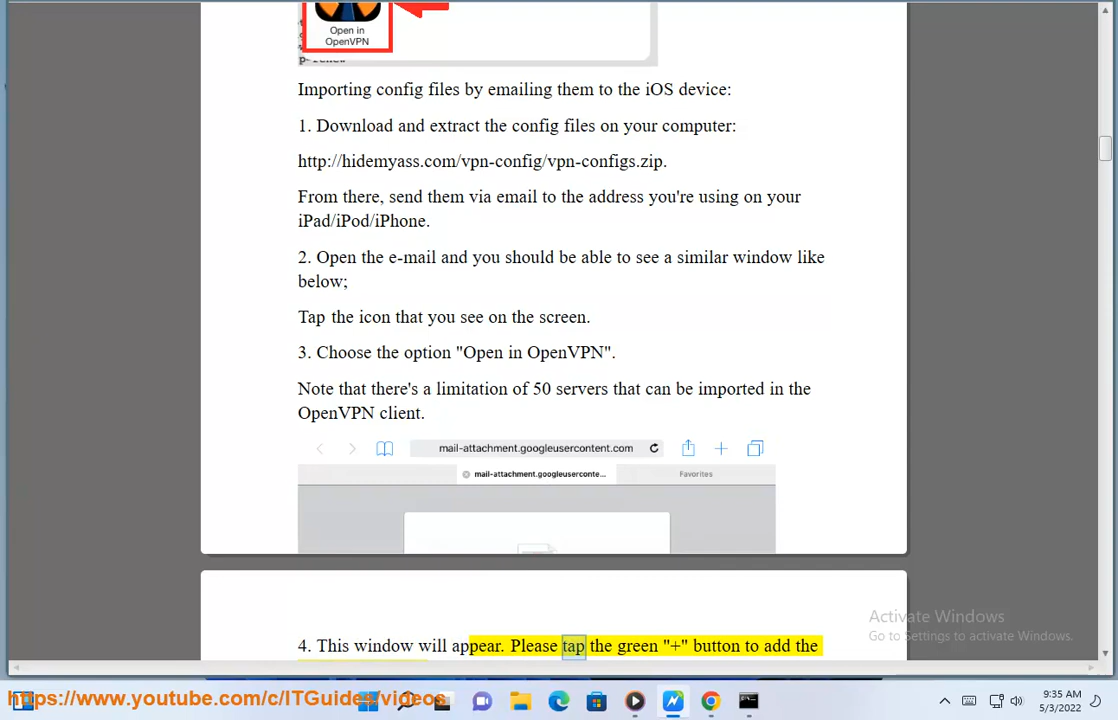 Open in
OpenVPN
Importing config files by emailing them to the iOS device:
1. Download and extract the config files on your computer:
http://hidemyass.com/vpn-config/vpn-configs.zip.
From there, send them via email to the address you're using on your
iPad/iPod/iPhone.
2. Open the e-mail and you should be able to see a similar window like
below;
Tap the icon that you see on the screen.
3. Choose the option "Open in OpenVPN".
Note that there's a limitation of 50 servers that can be imported in the
OpenVPN client.
mail-attachment.googleusercontent.com
mail-attachment.googleuserconte...
Favorites
Activate Windows
Go to Settings to activate Windows.
4. This window will appear. Please tap the green "+" button to add the
https://www.youtube.com/c/ITGuides/videos
9:35 AM
5/3/2022